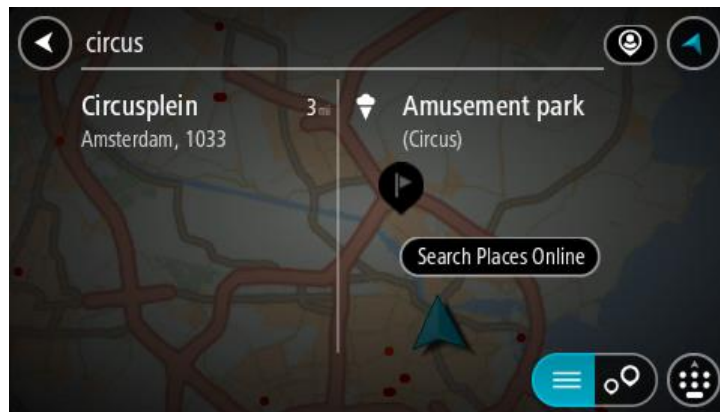 circus
Circusplein 3 mi
Amsterdam, 1033
Amusement park
(Circus)
Search Places Online